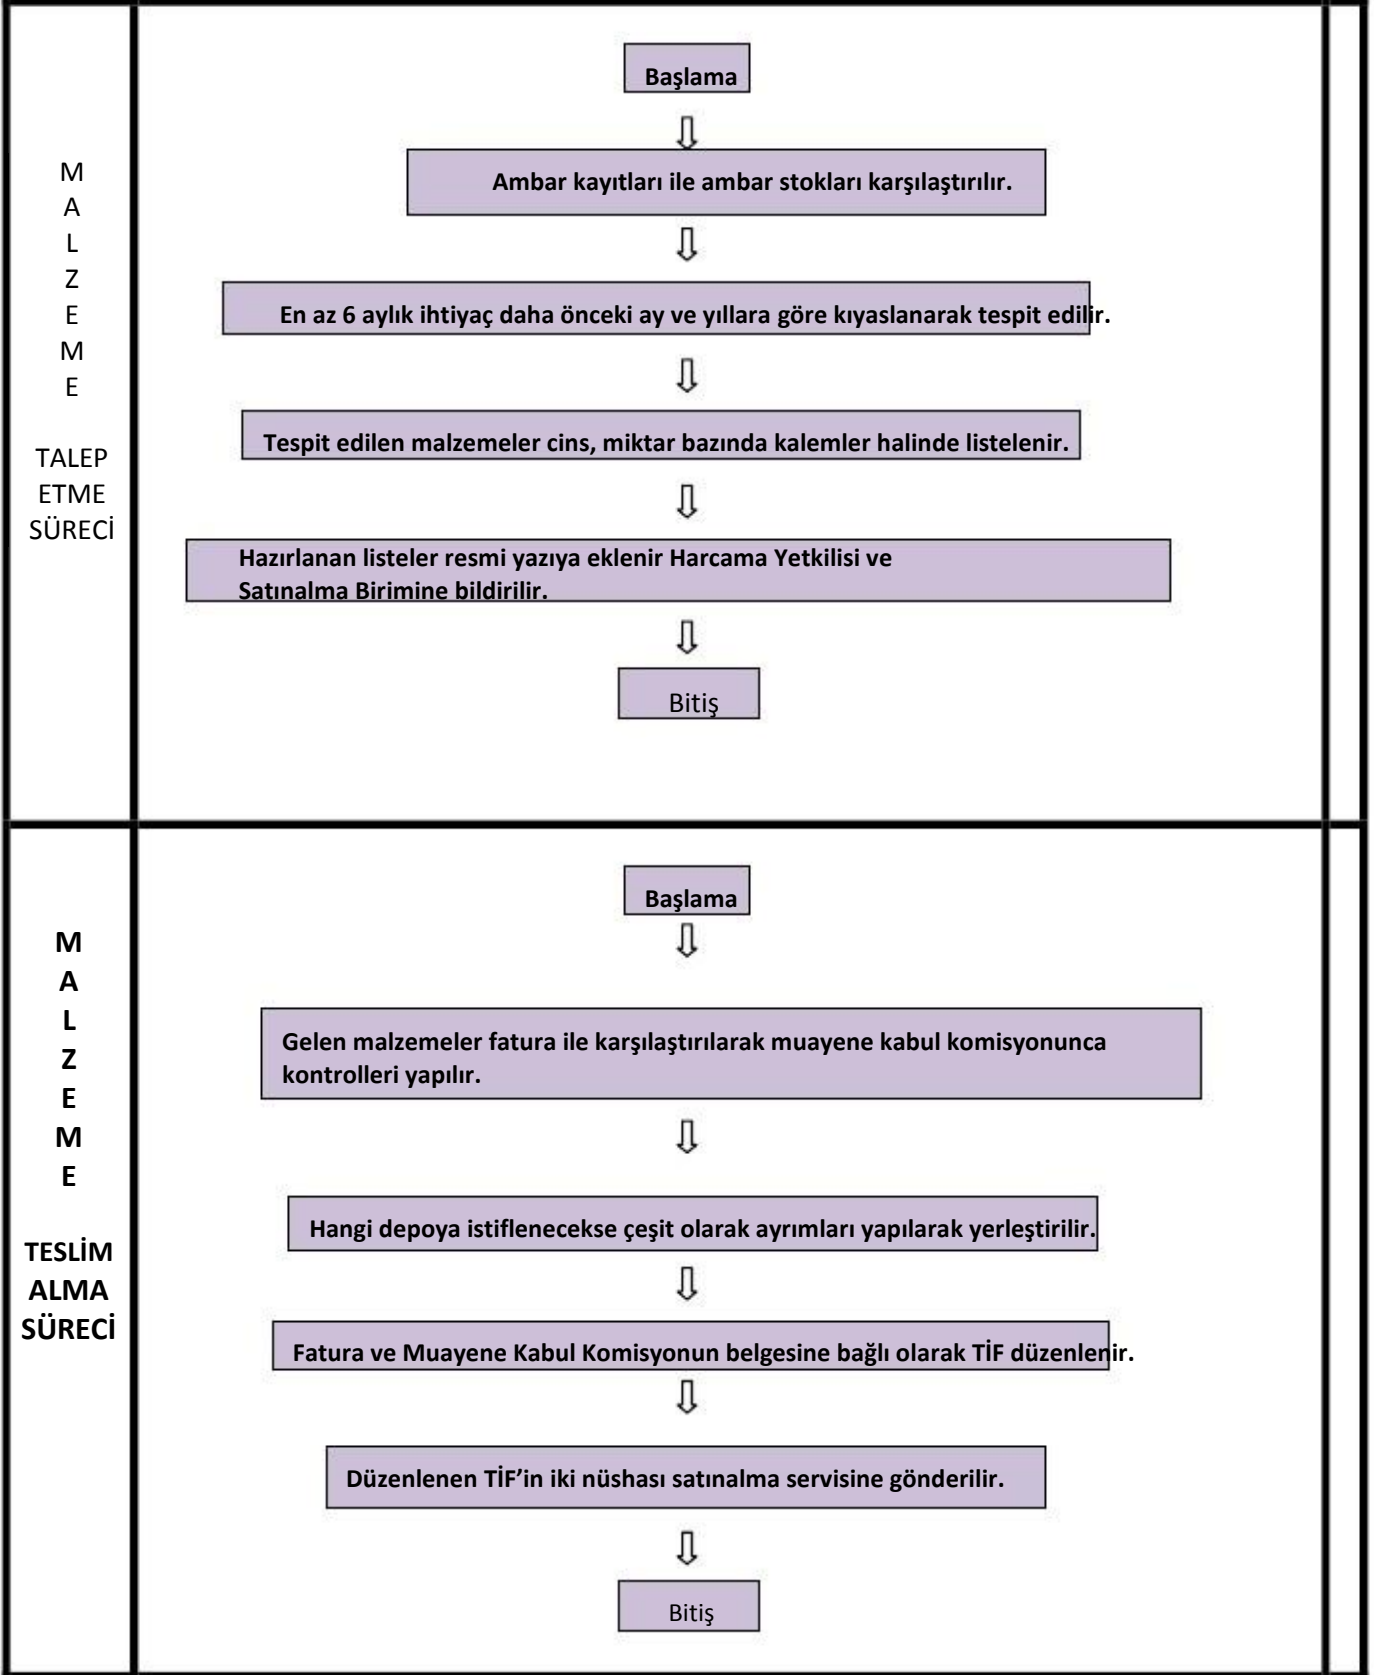 M
A
L
Z
E
M
E
TALEP
ETME
SÜRECİ
Başlama
Ambar kayıtları ile ambar stokları karşılaştırılır.
En az 6 aylık ihtiyaç daha önceki ay ve yıllara göre kıyaslanarak tespit edilir.
Tespit edilen malzemeler cins, miktar bazında kalemler halinde listelenir.
Hazırlanan listeler resmi yazıya eklenir Harcama Yetkilisi ve
Satınalma Birimine bildirilir.
Bitiş
M
A
L
Z
E
M
E
TESLİM
ALMA
SÜRECİ
Başlama
Gelen malzemeler fatura ile karşılaştırılarak muayene kabul komisyonunca
kontrolleri yapılır.
Hangi depoya istiflenecekse çeşit olarak ayrımları yapılarak yerleştirilir.
Fatura ve Muayene Kabul Komisyonun belgesine bağlı olarak TİF düzenlenir.
Düzenlenen TİF’in iki nüshası satınalma servisine gönderilir.
Bitiş